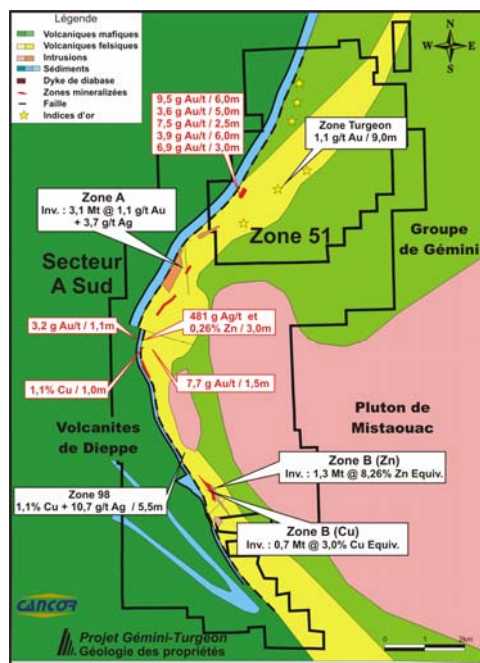 Légende
Volcaniques mafiques
Volcaniques felsiques
Intrusions
Sédiments
Dyke de diabase
Zones mineralizées
Faille
Indices d'or
N
W E
S
9,5 g Au/t / 6,0m
3,6 g Au/t / 5,0m
7,5 g Au/t / 2,5m
3,9 g Au/t / 6,0m
6,9 g Au/t / 3,0m
Zone Turgeon
1,1 g/t Au / 9,0m
Zone A
Inv. : 3,1 Mt @ 1,1 g/t Au
+ 3,7 g/t Ag
Zone 51
Groupe
de Gémini
Secteur
A Sud
481 g Ag/t et
0,26% Zn / 3,0m
3,2 g Au/t / 1,1m
1,1% Cu / 1,0m
7,7 g Au/t / 1,5m
Pluton de
Mistaouac
Volcanites
de Dieppe
Zone B (Zn)
Inv. : 1,3 Mt @ 8,26% Zn Equiv.
Zone 98
1,1% Cu + 10,7 g/t Ag / 5,5m
Zone B (Cu)
Inv. : 0,7 Mt @ 3,0% Cu Equiv.
CANCOR
Projet Gémini-Turgeon
Géologie des propriétés
0 1 2km